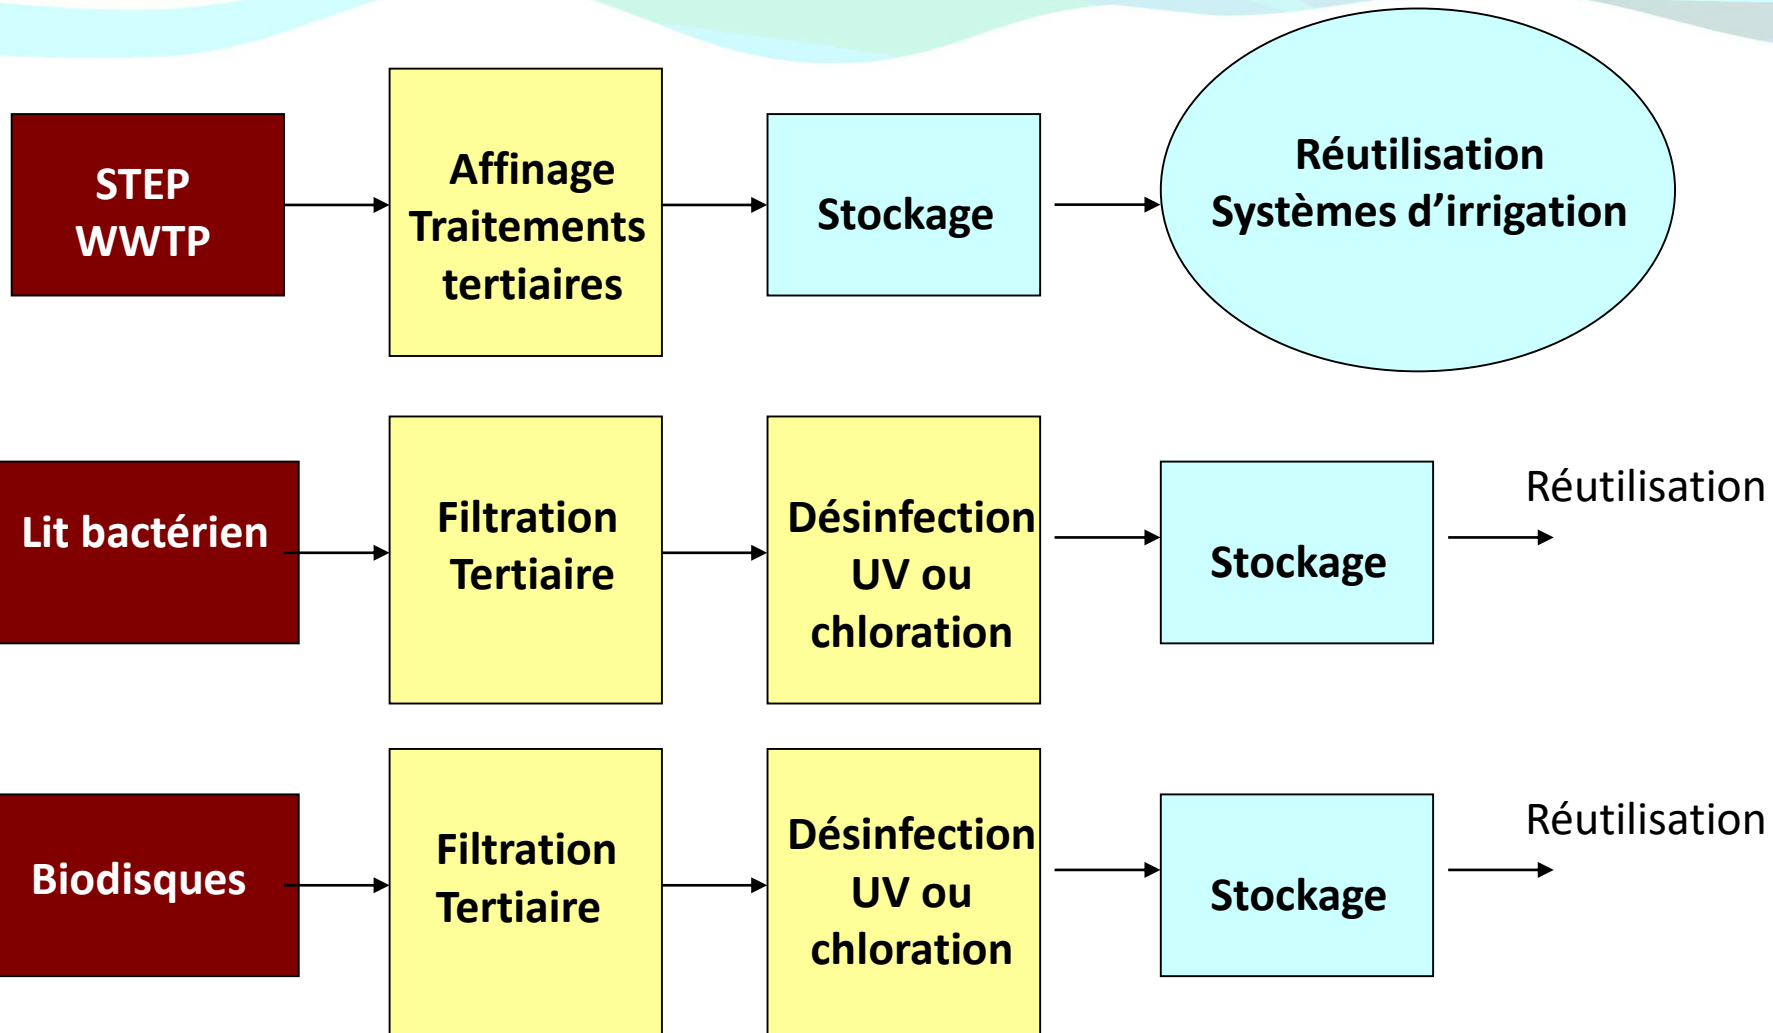 STEP
WWTP
Affinage
Traitements
tertiaires
Stockage
Réutilisation
Systèmes d’irrigation
Lit bactérien
Filtration
Tertiaire
Désinfection
UV ou
chloration
Stockage
Réutilisation
Biodisques
Filtration
Tertiaire
Désinfection
UV ou
chloration
Stockage
Réutilisation